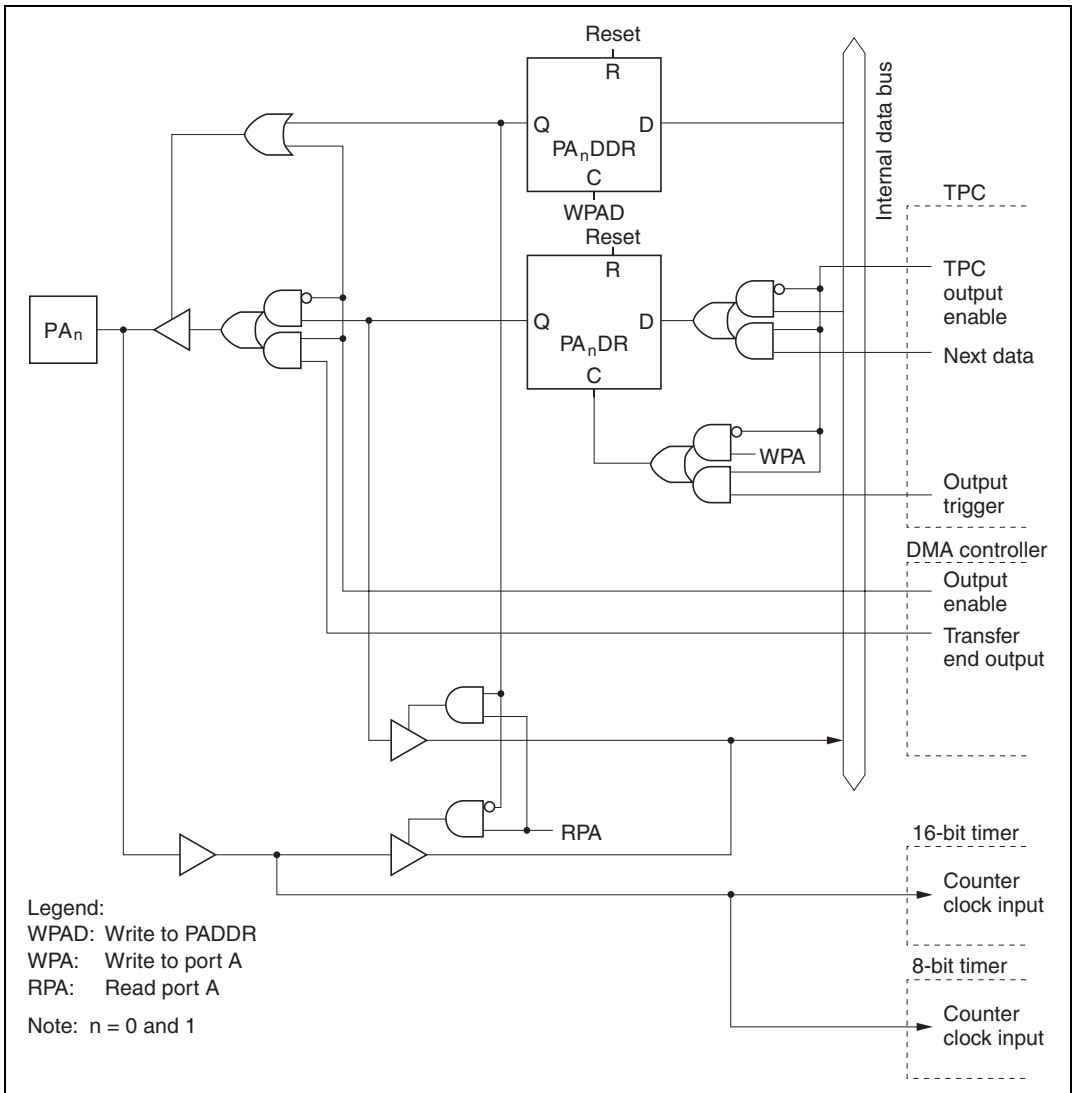 Reset
R
Q
D
PAnDDR
C
WPAD
Internal data bus
TPC
Reset
R
TPC
output
enable
PAn
Q
D
PAnDR
C
Next data
WPA
Output
trigger
DMA controller
Output
enable
Transfer
end output
RPA
16-bit timer
Counter
clock input
8-bit timer
Counter
clock input
Legend:
WPAD: Write to PADDR
WPA: Write to port A
RPA: Read port A
Note: n = 0 and 1